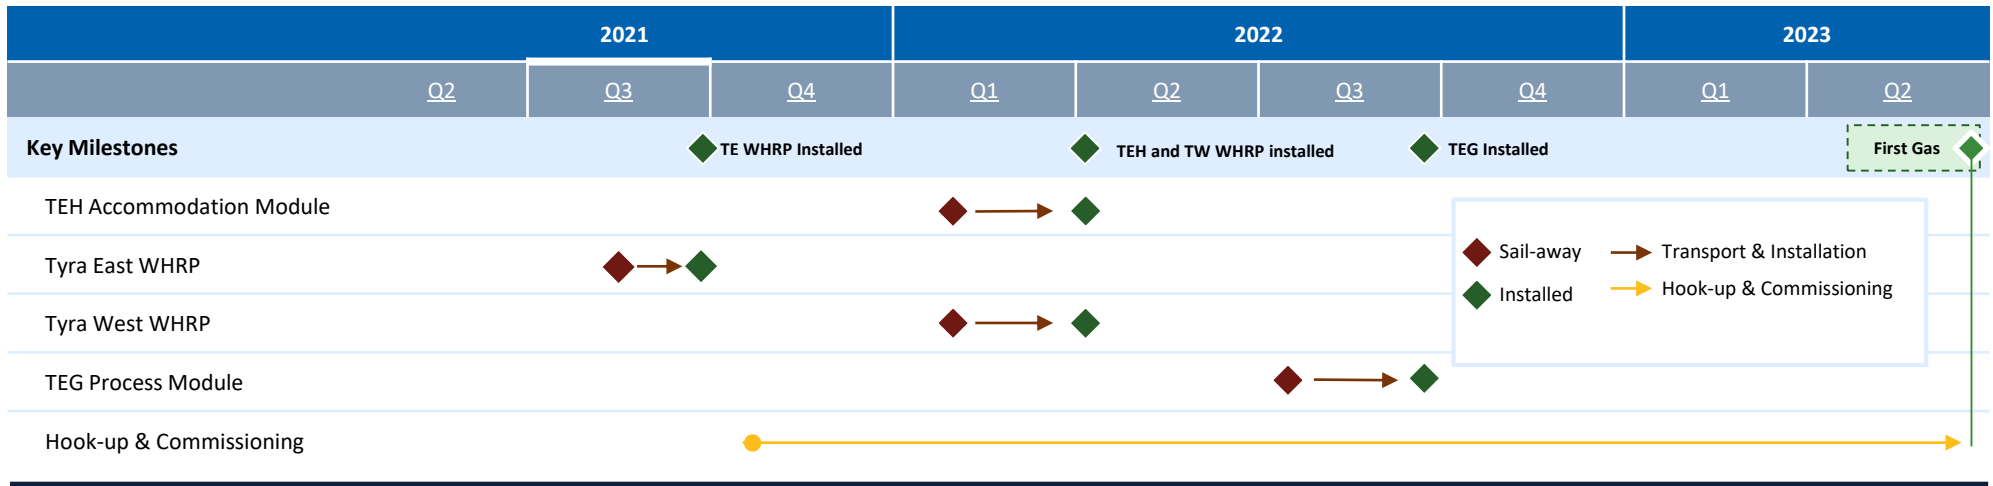 2021 2022 2023
Q2 Q3 Q4 Q1 Q2 Q3 Q4 Q1 Q2
Key Milestones TE WHRP Installed TEH and TW WHRP installed TEG Installed First Gas
TEH Accommodation Module
Tyra East WHRP
Sail-away Transport & Installation
Installed Hook-up & Commissioning
Tyra West WHRP
TEG Process Module
Hook-up & Commissioning